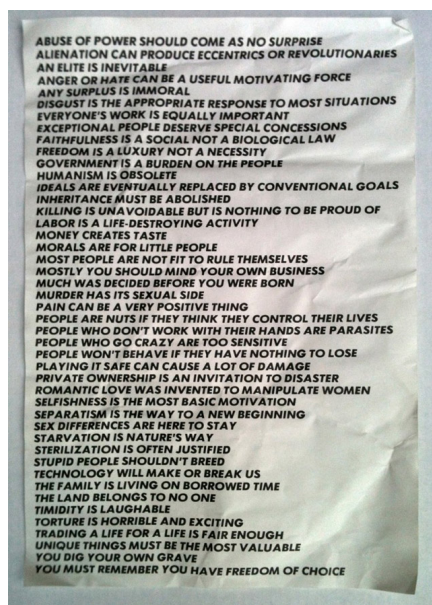 ABUSE OF POWER SHOULD COME AS NO SURPRISE
ALIENATION CAN PRODUCE ECCENTRICS OR REVOLUTIONARIES
AN ELITE IS INEVITABLE
ANGER OR HATE CAN BE A USEFUL MOTIVATING FORCE
ANY SURPLUS IS IMMORAL
DISGUST IS THE APPROPRIATE RESPONSE TO MOST SITUATIONS
EVERYONE'S WORK IS EQUALLY IMPORTANT
EXCEPTIONAL PEOPLE DESERVE SPECIAL CONCESSIONS
FAITHFULNESS IS A SOCIAL NOT A BIOLOGICAL LAW
FREEDOM IS A LUXURY NOT A NECESSITY
GOVERNMENT IS A BURDEN ON THE PEOPLE
HUMANISM IS OBSOLETE
IDEALS ARE EVENTUALLY REPLACED BY CONVENTIONAL GOALS
INHERITANCE MUST BE ABOLISHED
KILLING IS UNAVOIDABLE BUT IS NOTHING TO BE PROUD OF
LABOR IS A LIFE-DESTROYING ACTIVITY
MONEY CREATES TASTE
MORALS ARE FOR LITTLE PEOPLE
MOST PEOPLE ARE NOT FIT TO RULE THEMSELVES
MOSTLY YOU SHOULD MIND YOUR OWN BUSINESS
MUCH WAS DECIDED BEFORE YOU WERE BORN
MURDER HAS ITS SEXUAL SIDE
PAIN CAN BE A VERY POSITIVE THING
PEOPLE ARE NUTS IF THEY THINK THEY CONTROL THEIR LIVES
PEOPLE WHO DON'T WORK WITH THEIR HANDS ARE PARASITES
PEOPLE WHO GO CRAZY ARE TOO SENSITIVE
PEOPLE WON'T BEHAVE IF THEY HAVE NOTHING TO LOSE
PLAYING IT SAFE CAN CAUSE A LOT OF DAMAGE
PRIVATE OWNERSHIP IS AN INVITATION TO DISASTER
ROMANTIC LOVE WAS INVENTED TO MANIPULATE WOMEN
SELFISHNESS IS THE MOST BASIC MOTIVATION
SEPARATISM IS THE WAY TO A NEW BEGINNING
SEX DIFFERENCES ARE HERE TO STAY
STARVATION IS NATURE'S WAY
STERILIZATION IS OFTEN JUSTIFIED
STUPID PEOPLE SHOULDN'T BREED
TECHNOLOGY WILL MAKE OR BREAK US
THE FAMILY IS LIVING ON BORROWED TIME
THE LAND BELONGS TO NO ONE
TIMIDITY IS LAUGHABLE
TORTURE IS HORRIBLE AND EXCITING
TRADING A LIFE FOR A LIFE IS FAIR ENOUGH
UNIQUE THINGS MUST BE THE MOST VALUABLE
YOU DIG YOUR OWN GRAVE
YOU MUST REMEMBER YOU HAVE FREEDOM OF CHOICE